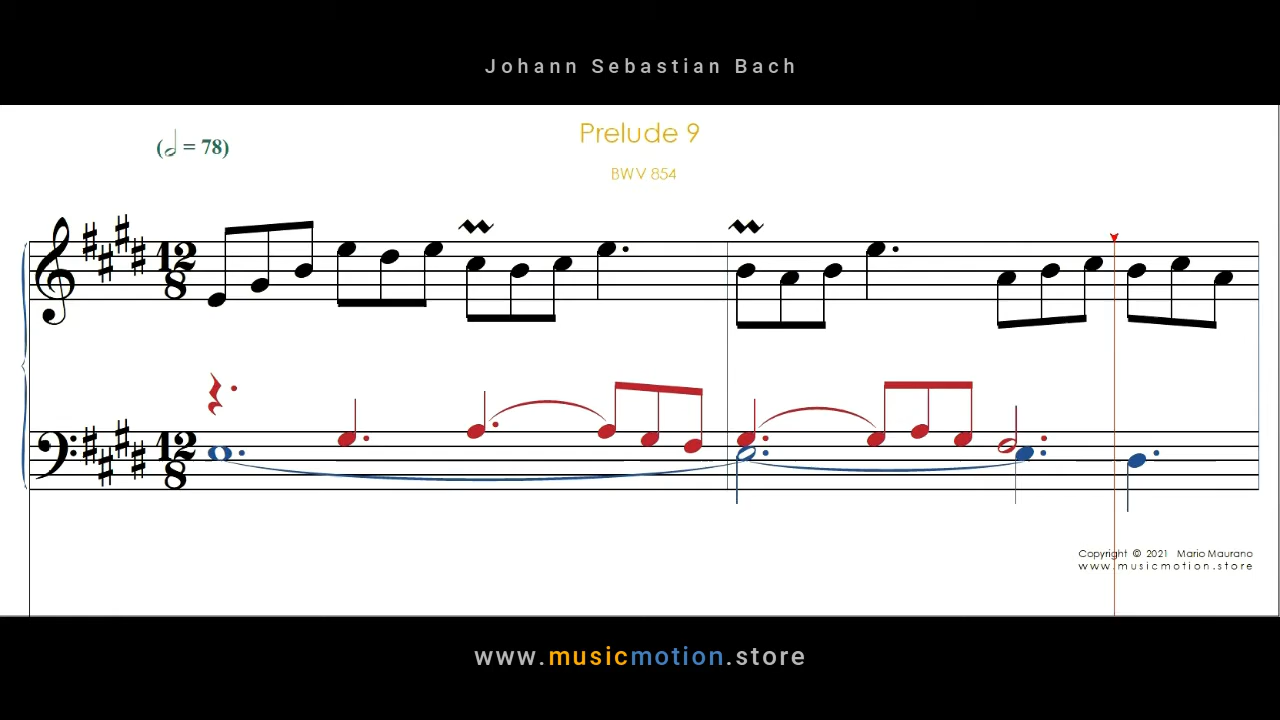 Johann Sebastian Bach
Prelude 9
(𝅗𝅥 = 78)
BWV 854
12
8
12
8
Copyright © 2021 Mario Maurano
www.musicmotion.store
www.musicmotion.store